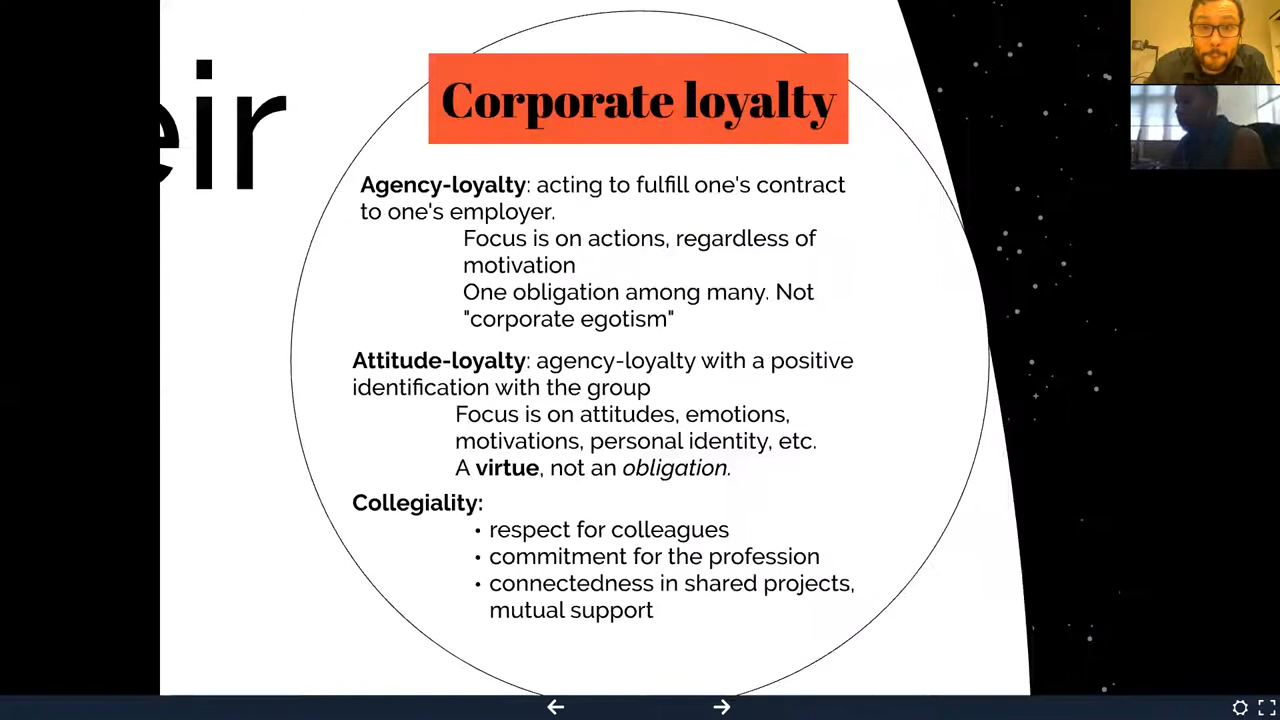 eir
Corporate loyalty
Agency-loyalty: acting to fulfill one's contract
to one's employer.
Focus is on actions, regardless of
motivation
One obligation among many. Not
"corporate egotism"
Attitude-loyalty: agency-loyalty with a positive
identification with the group
Focus is on attitudes, emotions,
motivations, personal identity, etc.
A virtue, not an obligation.
Collegiality:
• respect for colleagues
• commitment for the profession
• connectedness in shared projects,
mutual support